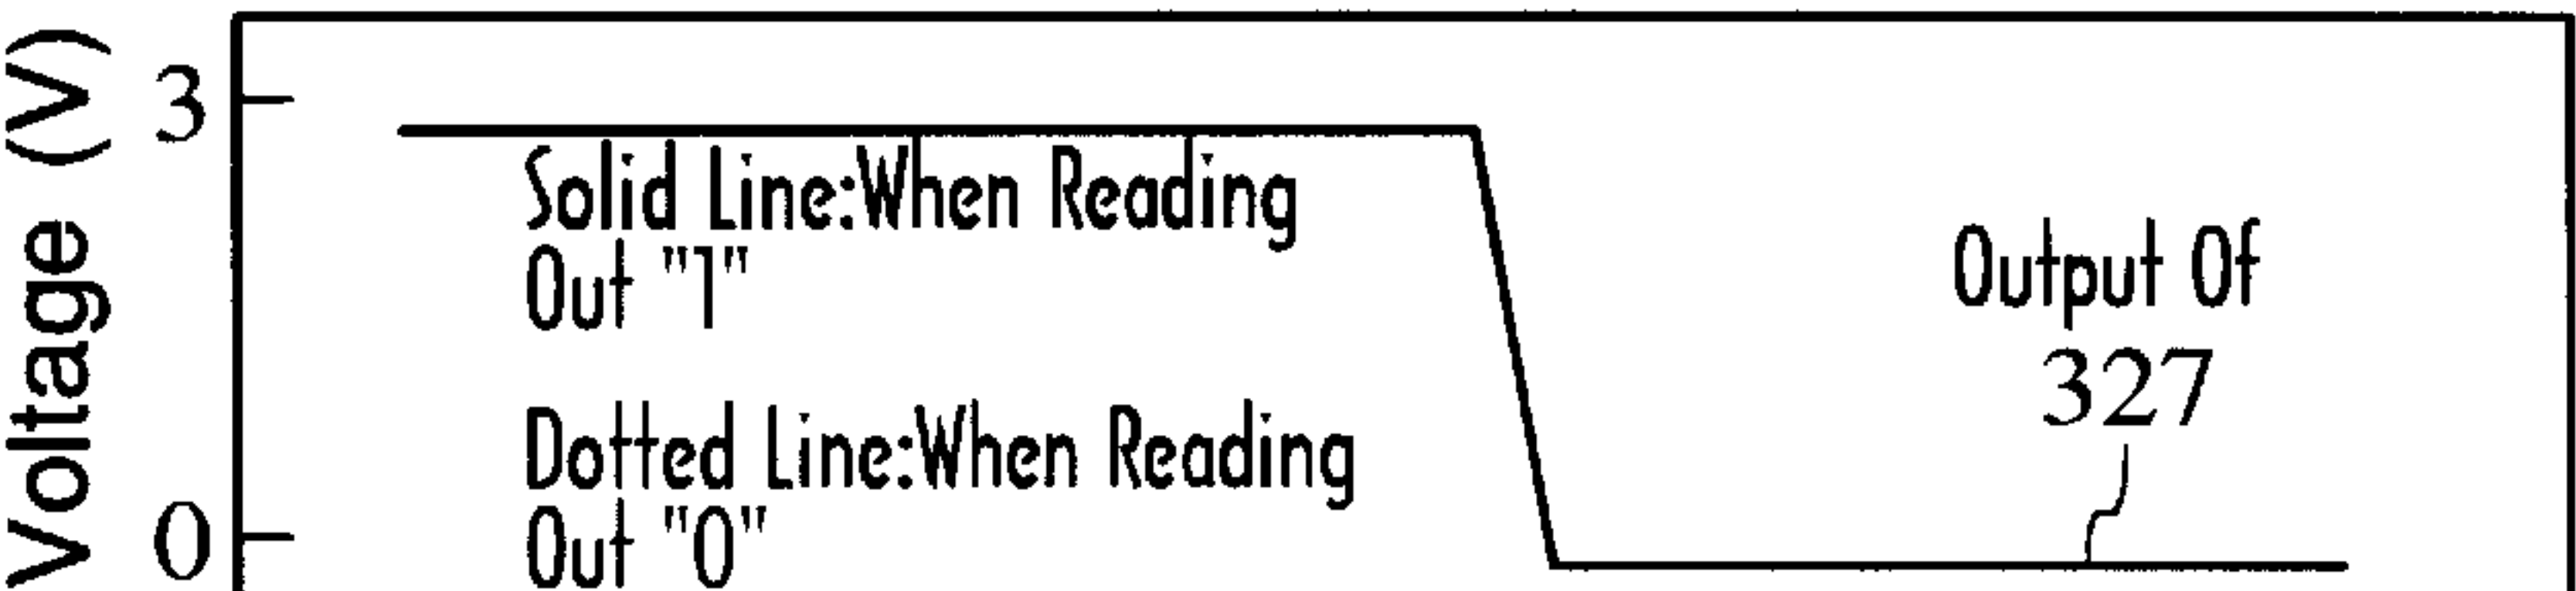 Voltage (V)
3
0
Solid Line:When Reading
Out "1"
Dotted Line:When Reading
Out "0"
Output Of
327